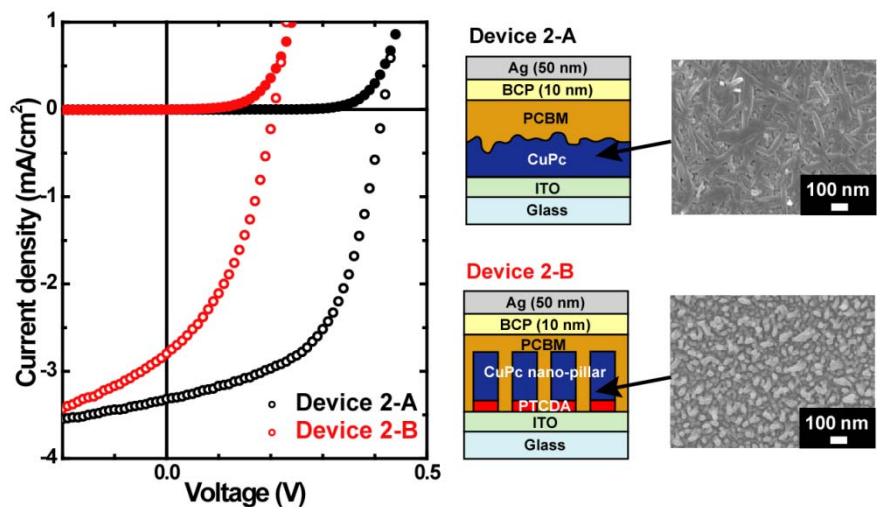 1
0
-1
-2
-3
-4
Current density (mA/cm²)
0.0
0.5
Voltage (V)
Device 2-A
Device 2-B
Device 2-A
Ag (50 nm)
BCP (10 nm)
PCBM
CuPc
ITO
Glass
100 nm
Device 2-B
Ag (50 nm)
BCP (10 nm)
PCBM
CuPc nano-pillar
PTCDA
ITO
Glass
100 nm